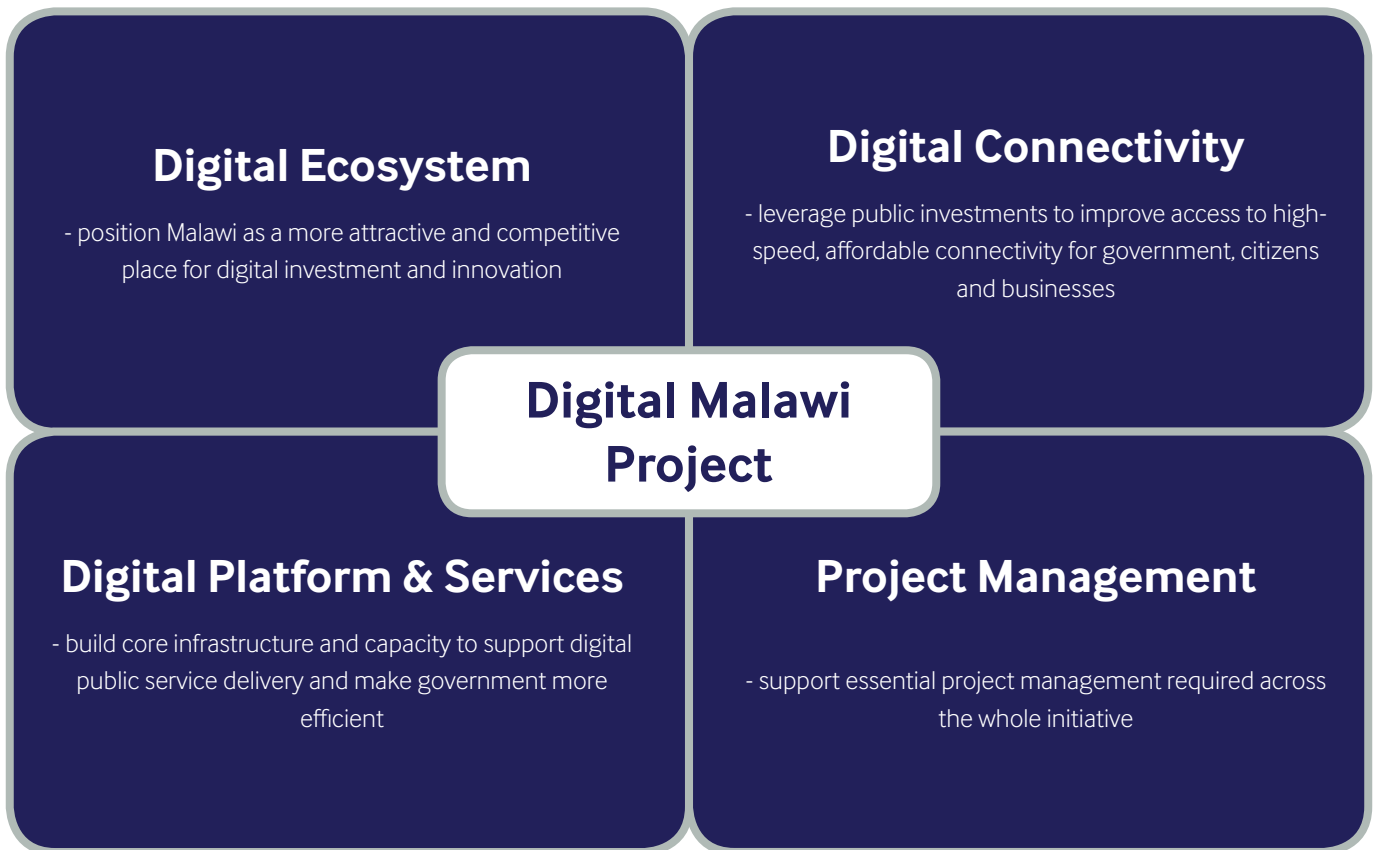 Digital Ecosystem
- position Malawi as a more attractive and competitive
place for digital investment and innovation
Digital Connectivity
- leverage public investments to improve access to high-
speed, affordable connectivity for government, citizens
and businesses
Digital Malawi
Project
Digital Platform & Services
- build core infrastructure and capacity to support digital
public service delivery and make government more
efficient
Project Management
- support essential project management required across
the whole initiative